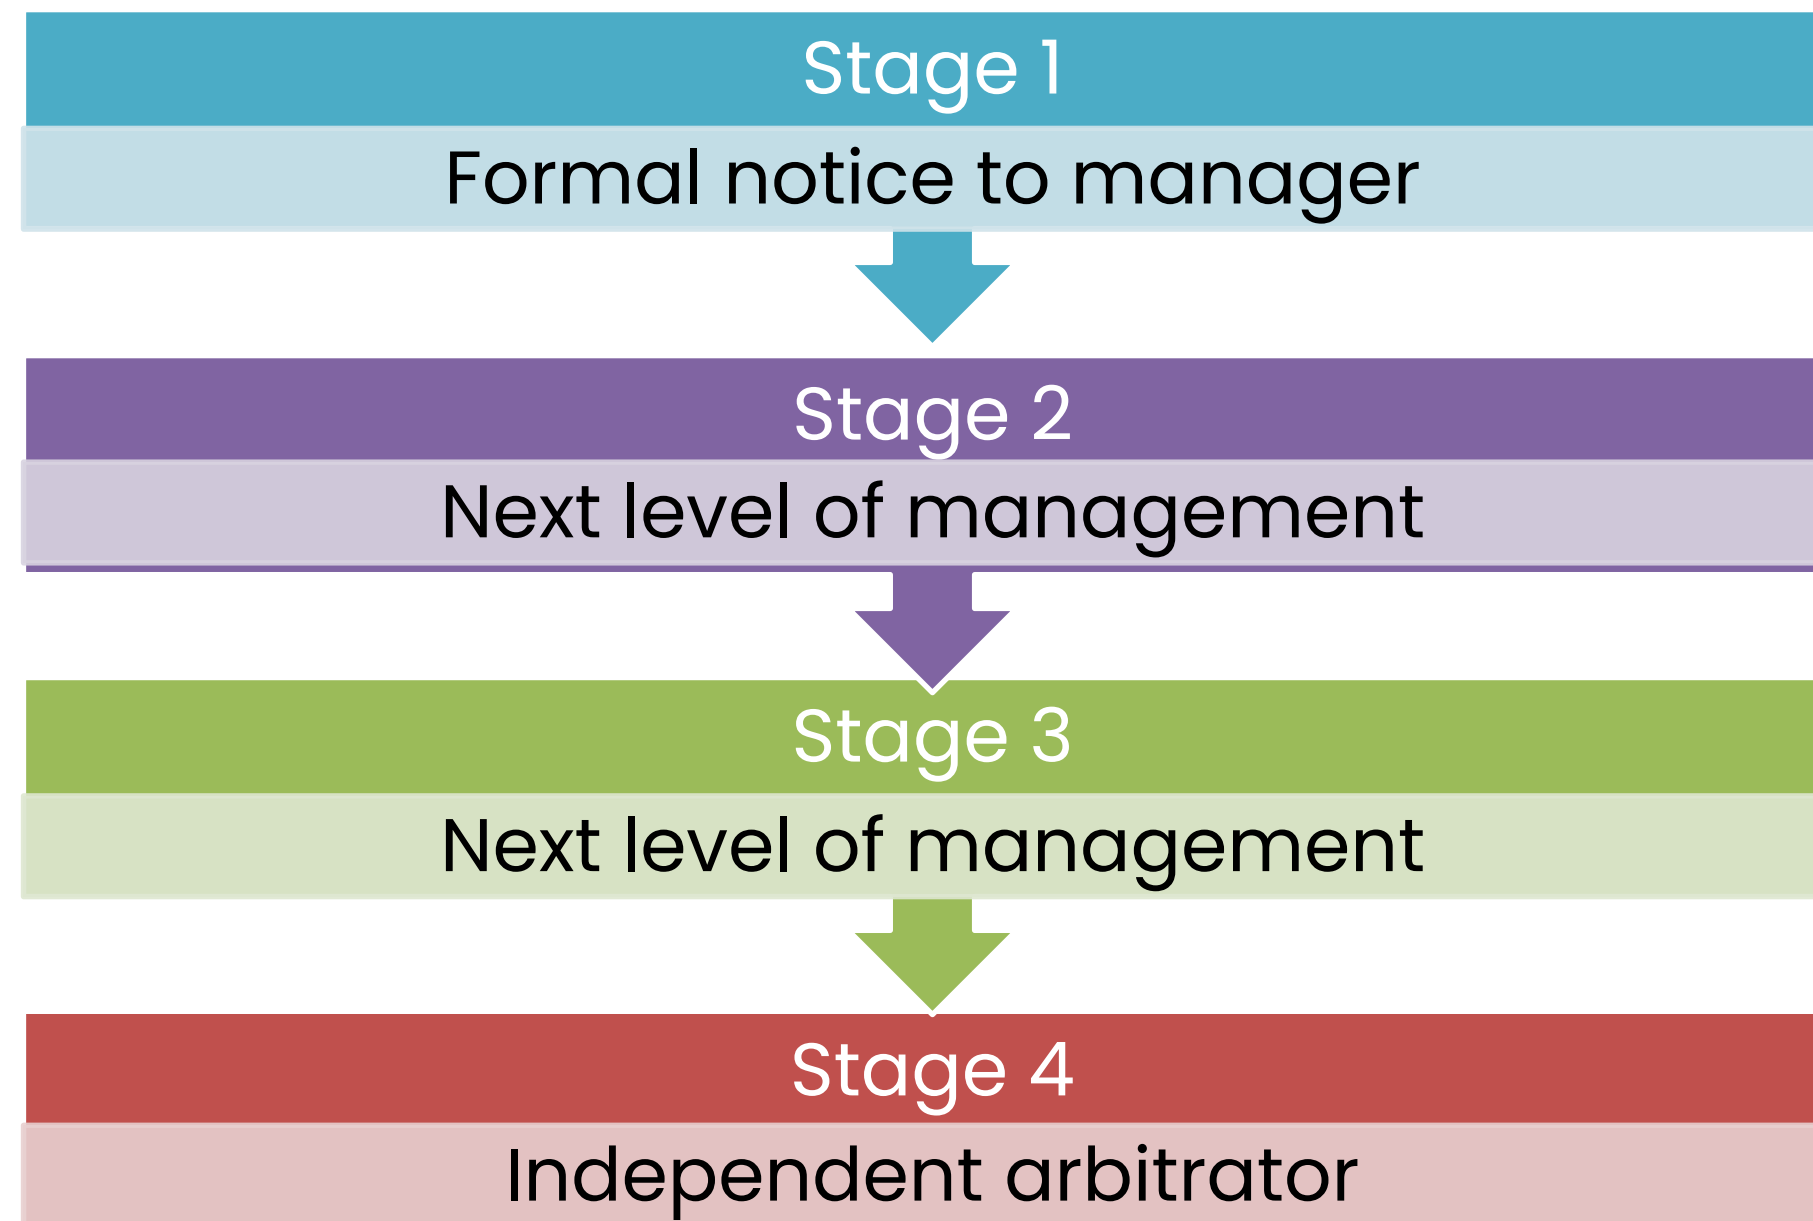 Stage 1
Formal notice to manager
Stage 2
Next level of management
Stage 3
Next level of management
Stage 4
Independent arbitrator